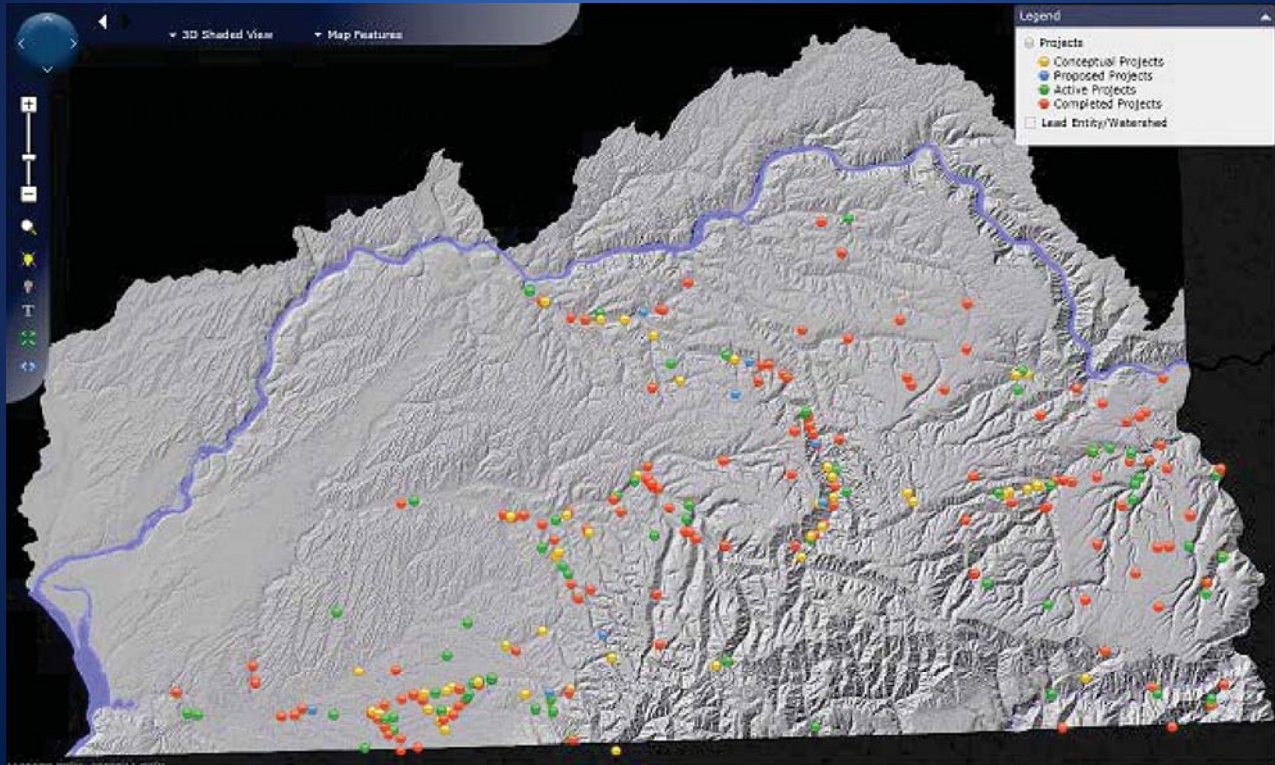 3D Shaded View
Map Features
Legend
Projects
Conceptual Projects
Proposed Projects
Active Projects
Completed Projects
Lead Entity/Watershed
T